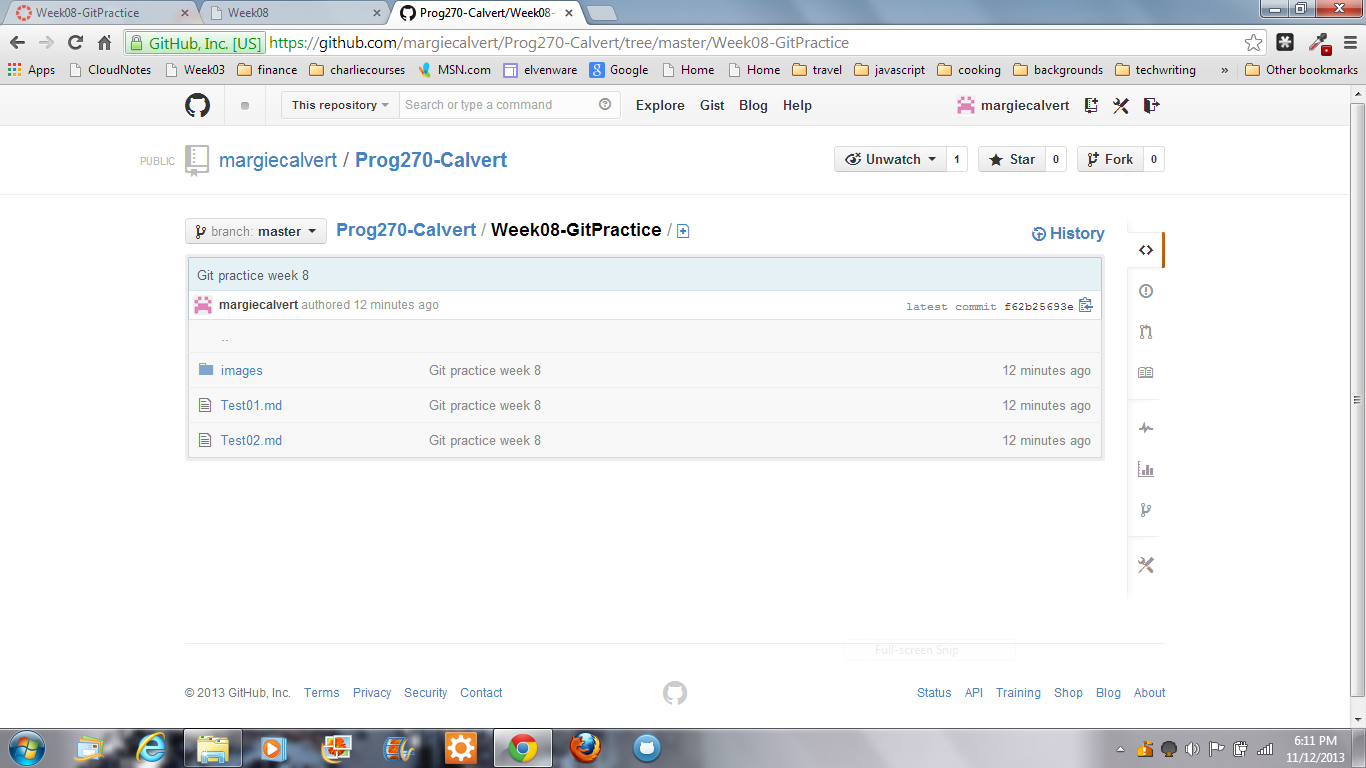 Week08-GitPractice
Week08
Prog270-Calvert/Week08-
GitHub, Inc. [US] https://github.com/margiecalvert/Prog270-Calvert/tree/master/Week08-GitPractice
Apps CloudNotes Week03 finance charliecourses MSN.com elvenware Google Home Home travel javascript cooking backgrounds techwriting » Other bookmarks
This repository Search or type a command Explore Gist Blog Help margiecalvert
PUBLIC margiecalvert / Prog270-Calvert Unwatch 1 Star 0 Fork 0
branch: master Prog270-Calvert / Week08-GitPractice / History
Git practice week 8
margiecalvert authored 12 minutes ago latest commit f62b25693e
..
images Git practice week 8 12 minutes ago
Test01.md Git practice week 8 12 minutes ago
Test02.md Git practice week 8 12 minutes ago
Full-screen Snip
© 2013 GitHub, Inc. Terms Privacy Security Contact Status API Training Shop Blog About
6:11 PM
11/12/2013